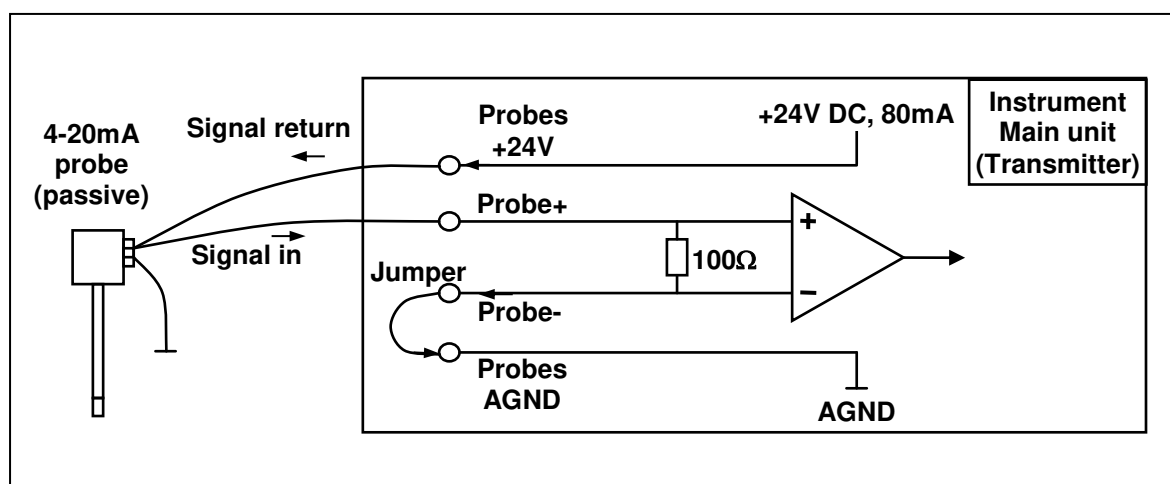 4-20mA
probe
(passive)
Signal return
Signal in
Probes
+24V
+24V DC, 80mA
Instrument
Main unit
(Transmitter)
Probe+
+
100Ω
Jumper
−
Probe-
Probes
AGND
AGND